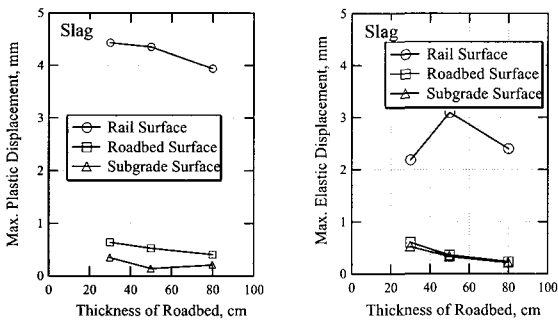 Slag
5
4
3
2
1
0
Max. Plastic Displacement, mm
Rail Surface
Roadbed Surface
Subgrade Surface
0 20 40 60 80 100
Thickness of Roadbed, cm
Slag
5
4
3
2
1
0
Max. Elastic Displacement, mm
Rail Surface
Roadbed Surface
Subgrade Surface
0 20 40 60 80 100
Thickness of Roadbed, cm